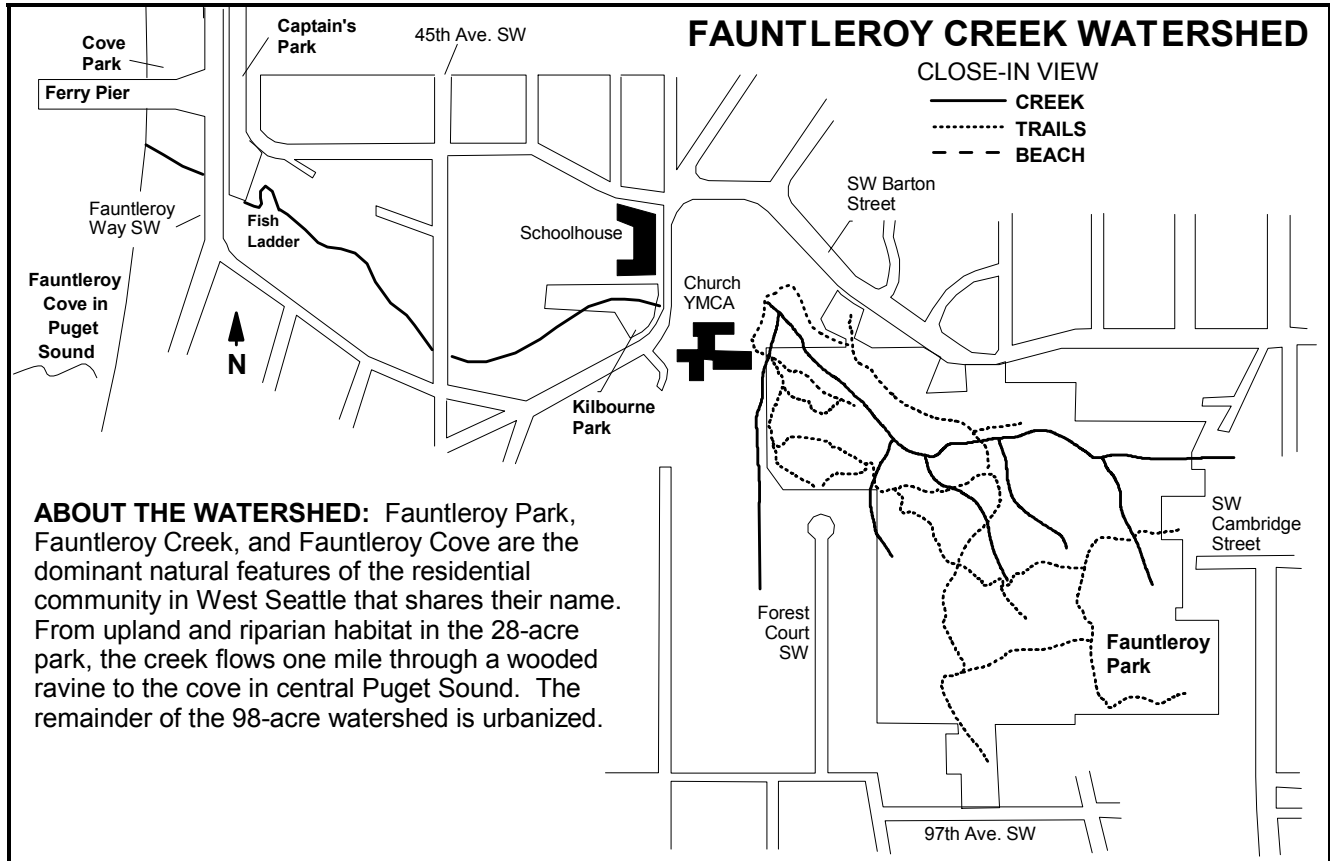 FAUNTLEROY CREEK WATERSHED
CLOSE-IN VIEW
CREEK
TRAILS
BEACH
Cove
Park
Captain's
Park
45th Ave. SW
Ferry Pier
SW Barton
Street
Fauntleroy
Way SW
Fish
Ladder
Schoolhouse
Church
YMCA
Fauntleroy
Cove in
Puget
Sound
N
Kilbourne
Park
SW
Cambridge
Street
Forest
Court
SW
Fauntleroy
Park
97th Ave. SW
ABOUT THE WATERSHED: Fauntleroy Park,
Fauntleroy Creek, and Fauntleroy Cove are the
dominant natural features of the residential
community in West Seattle that shares their name.
From upland and riparian habitat in the 28-acre
park, the creek flows one mile through a wooded
ravine to the cove in central Puget Sound. The
remainder of the 98-acre watershed is urbanized.